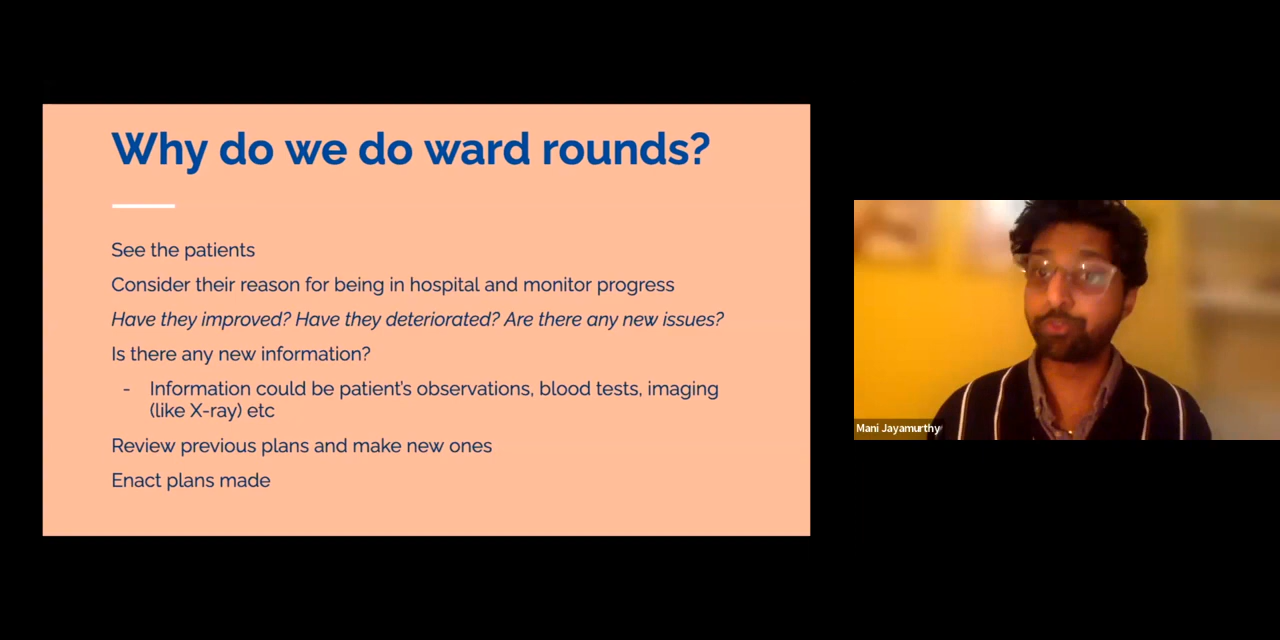 Why do we do ward rounds?
See the patients
Consider their reason for being in hospital and monitor progress
Have they improved? Have they deteriorated? Are there any new issues?
Is there any new information?
- Information could be patient's observations, blood tests, imaging
(like X-ray) etc
Review previous plans and make new ones
Enact plans made
Mani Jayamurthy